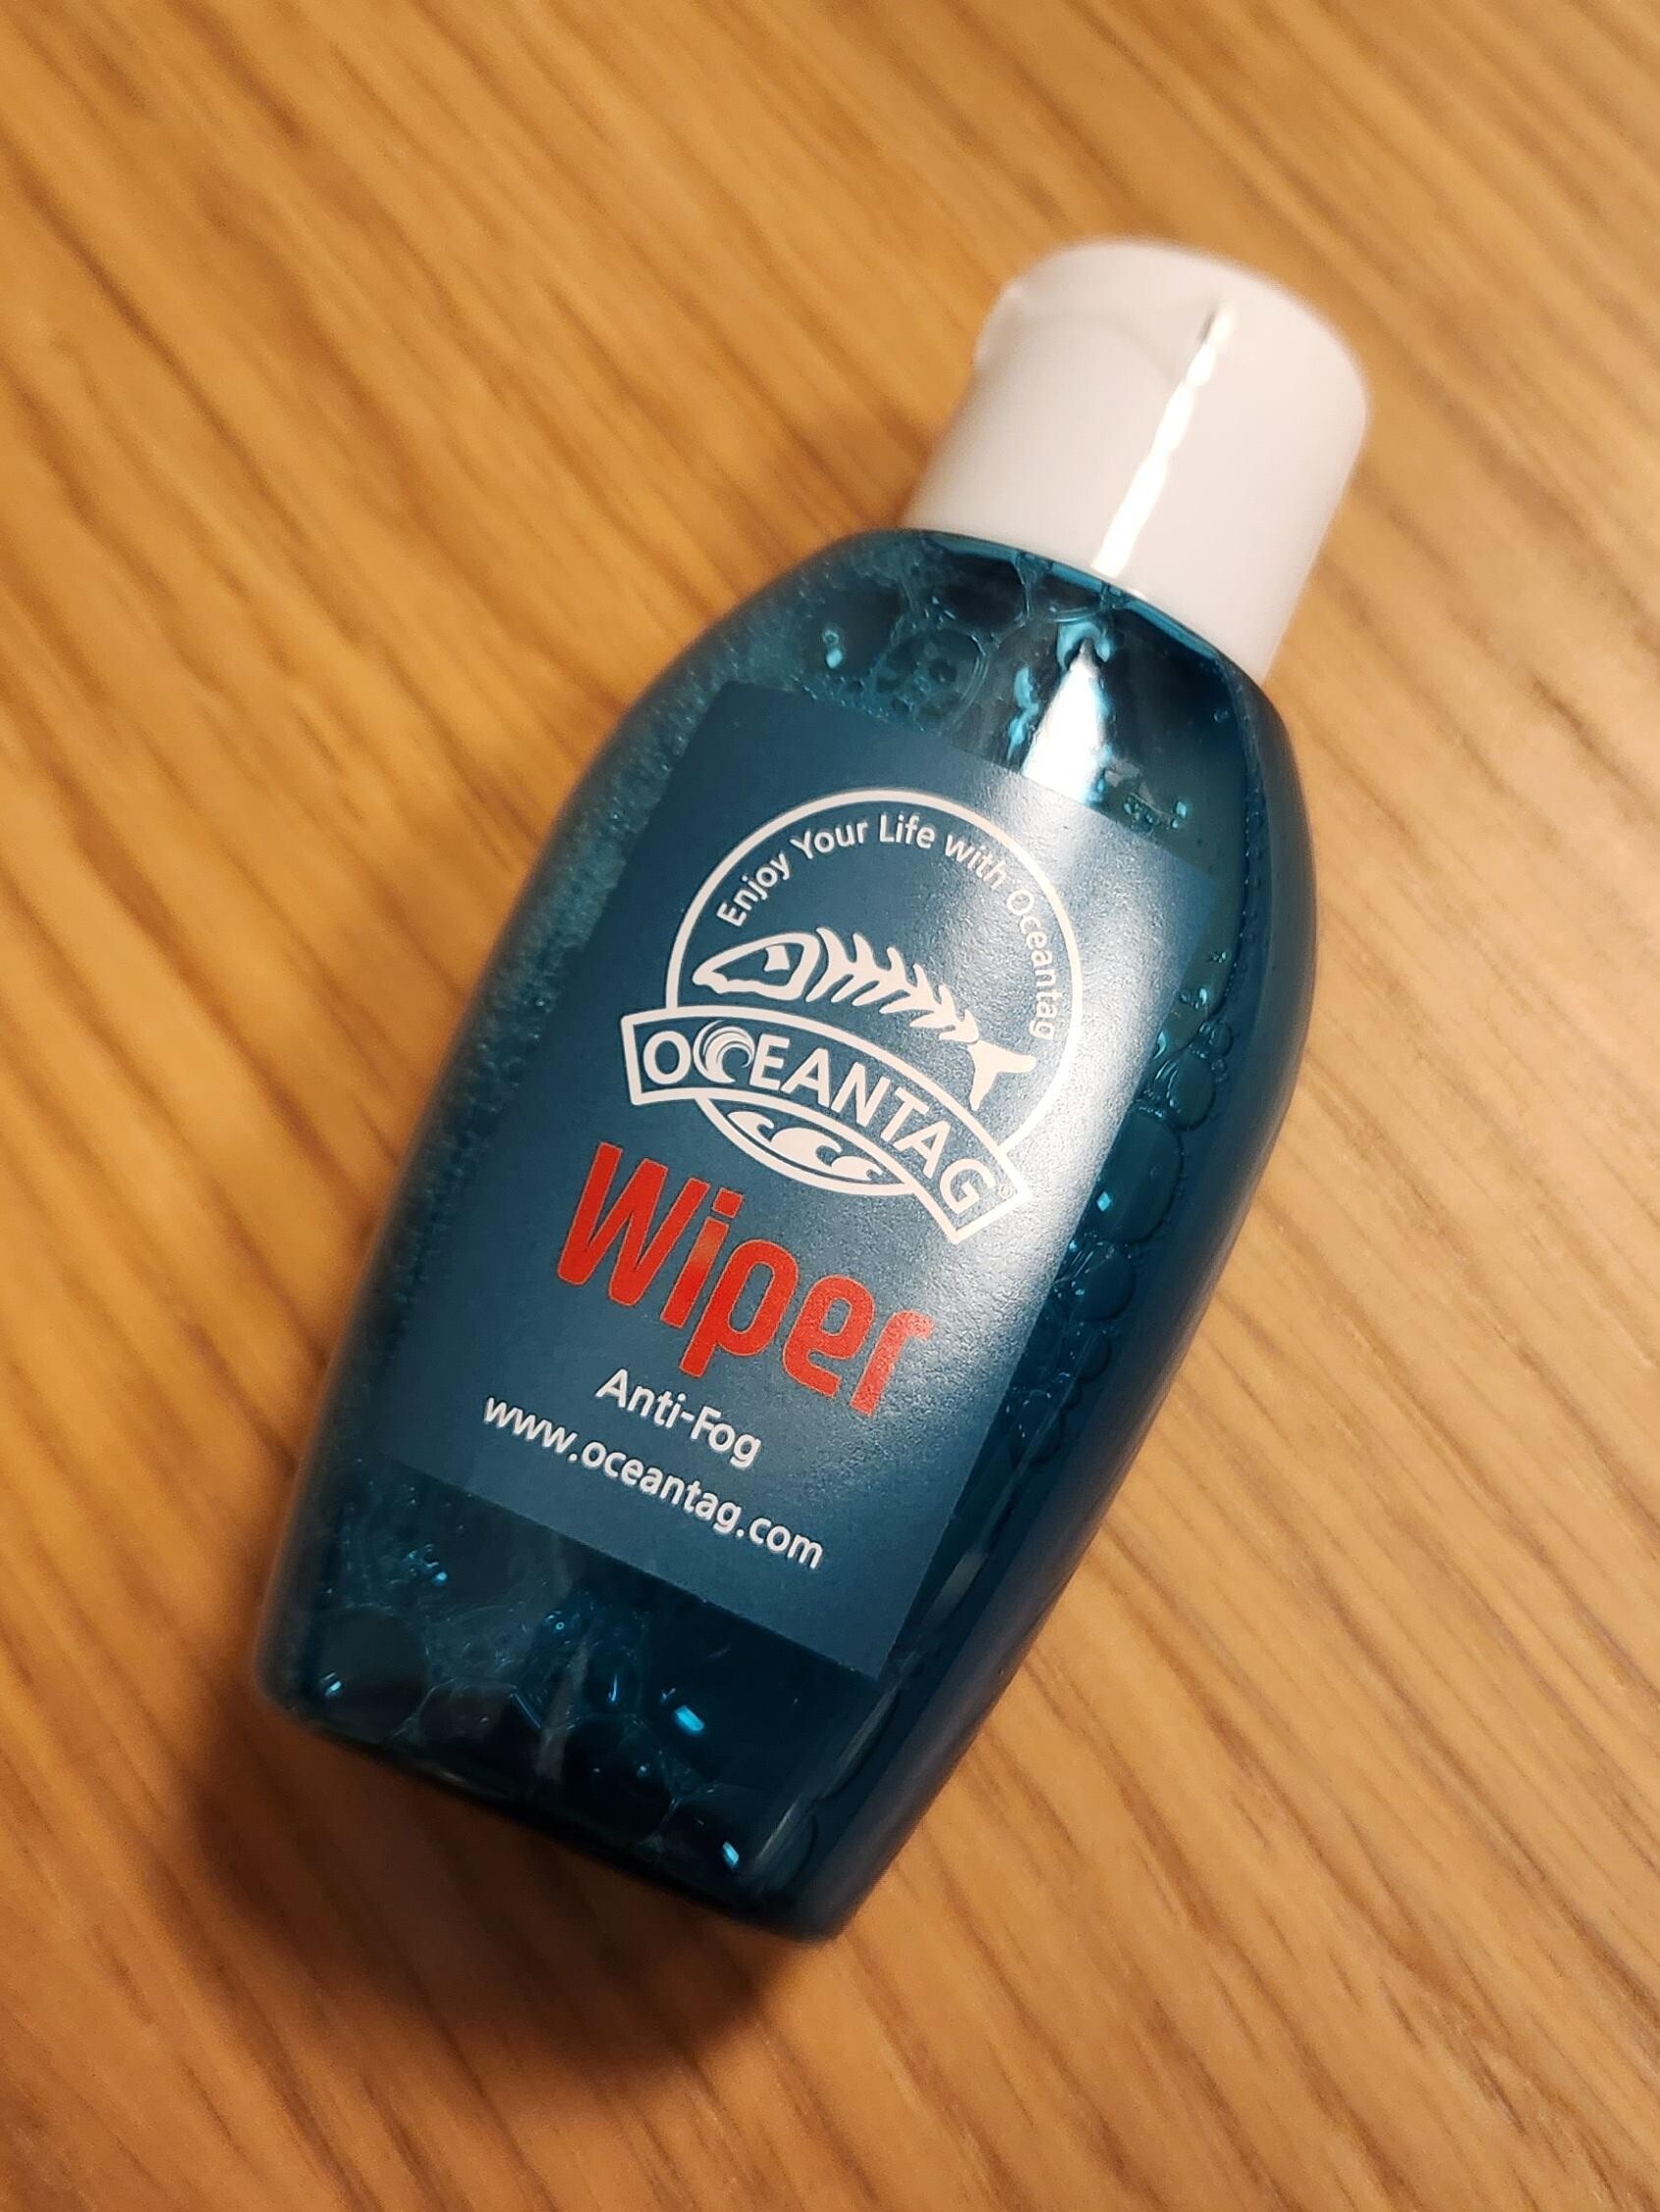 Enjoy Your Life with Oceantag
OCEANTAG
Wiper
Anti-Fog
www.oceantag.com